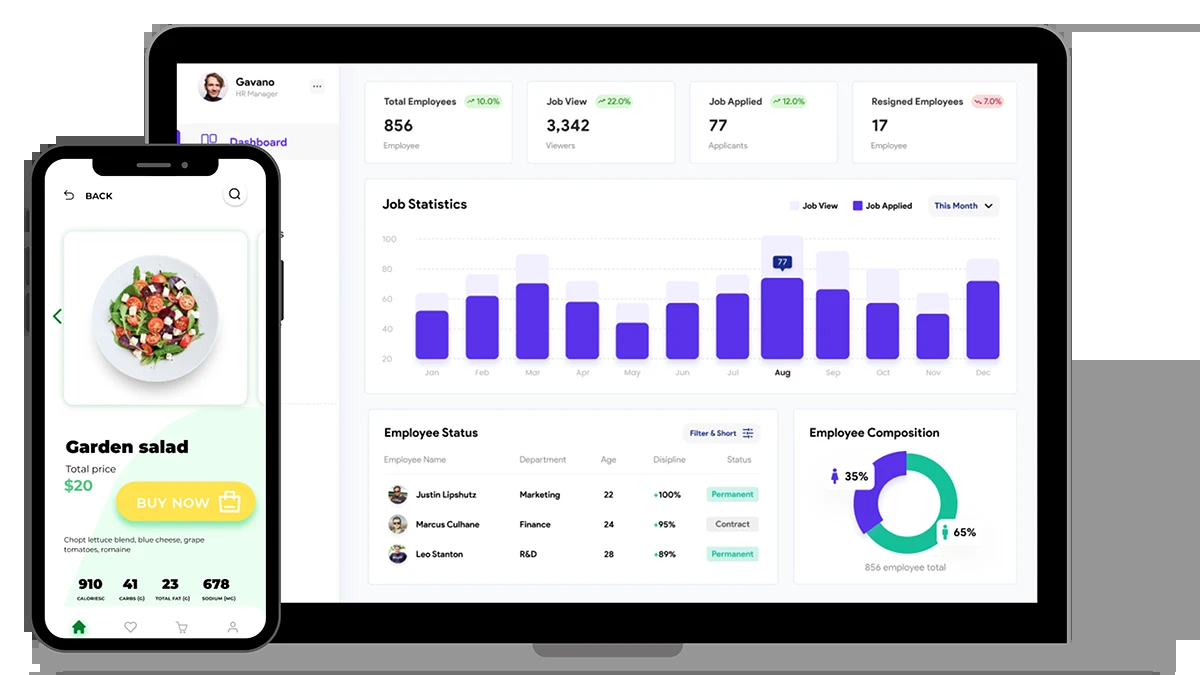 Gavano
HR Manager
Dashboard
Total Employees 10.0%
856
Employee
Job View 22.0%
3,342
Viewers
Job Applied 12.0%
77
Applicants
Resigned Employees 7.0%
17
Employee
Job Statistics
Job View
Job Applied
This Month
100
80
60
40
20
77
Jan Feb Mar Apr May Jun Jul Aug Sep Oct Nov Dec
Employee Status
Filter & Short
Employee Name Department Age Disipline Status
Justin Lipshutz Marketing 22 +100% Permanent
Marcus Culhane Finance 24 +95% Contract
Leo Stanton R&D 28 +89% Permanent
Employee Composition
35%
65%
856 employee total
BACK
Garden salad
Total price
$20
BUY NOW
Chopt lettuce blend, blue cheese, grape
tomatoes, romaine
910 41 23 678
CALORIESC CARBS (G) TOTAL FAT (G) SODIUM (MG)